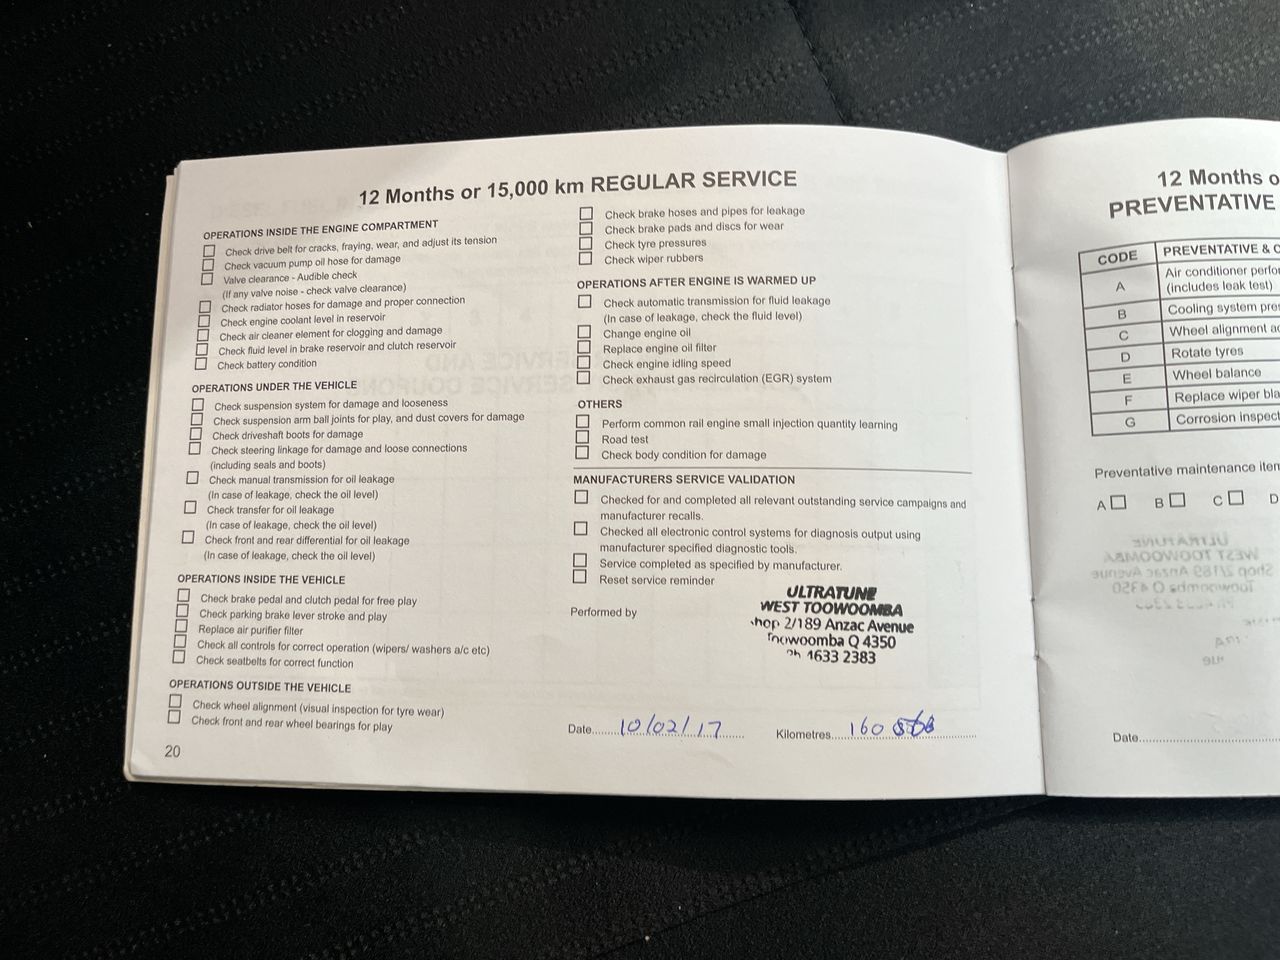 12 Months or 15,000 km REGULAR SERVICE
OPERATIONS INSIDE THE ENGINE COMPARTMENT
Check drive belt for cracks, fraying, wear, and adjust its tension
Check vacuum pump oil hose for damage
Valve clearance - Audible check
(If any valve noise - check valve clearance)
Check radiator hoses for damage and proper connection
Check engine coolant level in reservoir
Check air cleaner element for clogging and damage
Check fluid level in brake reservoir and clutch reservoir
Check battery condition
OPERATIONS UNDER THE VEHICLE
Check suspension system for damage and looseness
Check suspension arm ball joints for play, and dust covers for damage
Check driveshaft boots for damage
Check steering linkage for damage and loose connections
(including seals and boots)
Check manual transmission for oil leakage
(In case of leakage, check the oil level)
Check transfer for oil leakage
(In case of leakage, check the oil level)
Check front and rear differential for oil leakage
(In case of leakage, check the oil level)
OPERATIONS INSIDE THE VEHICLE
Check brake pedal and clutch pedal for free play
Check parking brake lever stroke and play
Replace air purifier filter
Check all controls for correct operation (wipers/ washers a/c etc)
Check seatbelts for correct function
OPERATIONS OUTSIDE THE VEHICLE
Check wheel alignment (visual inspection for tyre wear)
Check front and rear wheel bearings for play
20
Check brake hoses and pipes for leakage
Check brake pads and discs for wear
Check tyre pressures
Check wiper rubbers
OPERATIONS AFTER ENGINE IS WARMED UP
Check automatic transmission for fluid leakage
(In case of leakage, check the fluid level)
Change engine oil
Replace engine oil filter
Check engine idling speed
Check exhaust gas recirculation (EGR) system
OTHERS
Perform common rail engine small injection quantity learning
Road test
Check body condition for damage
MANUFACTURERS SERVICE VALIDATION
Checked for and completed all relevant outstanding service campaigns and
manufacturer recalls.
Checked all electronic control systems for diagnosis output using
manufacturer specified diagnostic tools.
Service completed as specified by manufacturer.
Reset service reminder
Performed by
ULTRATUNE
WEST TOOWOOMBA
hop 2/189 Anzac Avenue
Toowoomba Q 4350
Ph 4633 2383
Date 10/02/17
Kilometres 160
12 Months o
PREVENTATIVE
CODE PREVENTATIVE & C
A Air conditioner perfor
(includes leak test)
B Cooling system pres
C Wheel alignment ad
D Rotate tyres
E Wheel balance
F Replace wiper bla
G Corrosion inspect
Preventative maintenance item
A B C D
Date